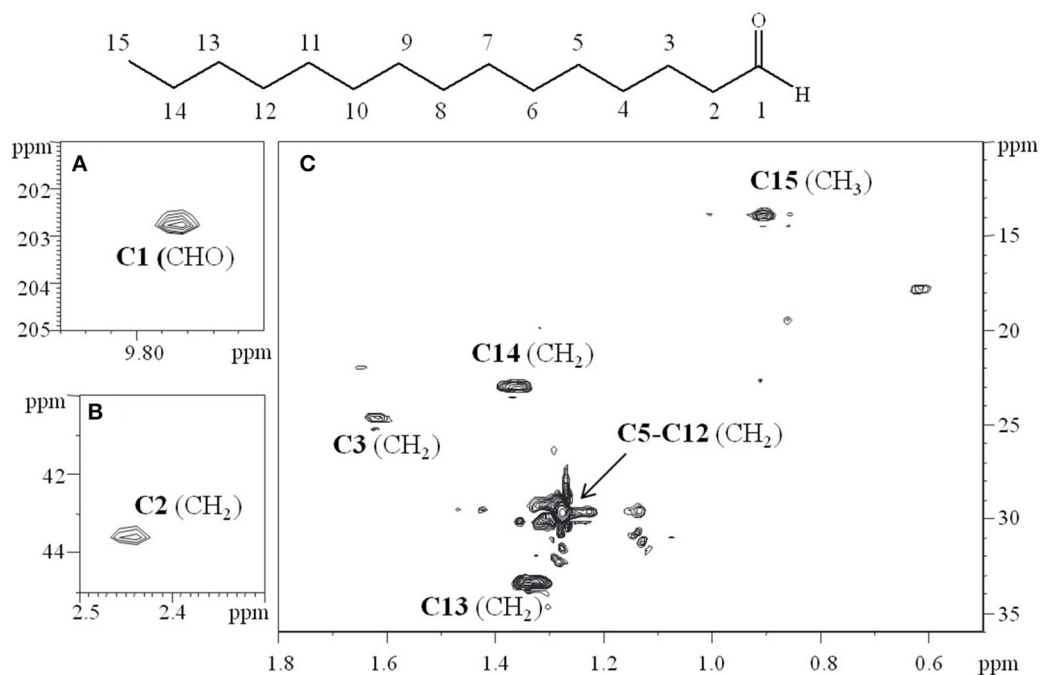 O
15 13 11 9 7 5 3
14 12 10 8 6 4 2 1 H
ppm A
202
203
C1 (CHO)
204
205
9.80 ppm
ppm B
42
C2 (CH2)
44
2.5 2.4 ppm
C ppm
C15 (CH3)
15
20
C14 (CH2)
25
C3 (CH2)
C5-C12 (CH2)
30
C13 (CH2)
35
1.8 1.6 1.4 1.2 1.0 0.8 0.6 ppm